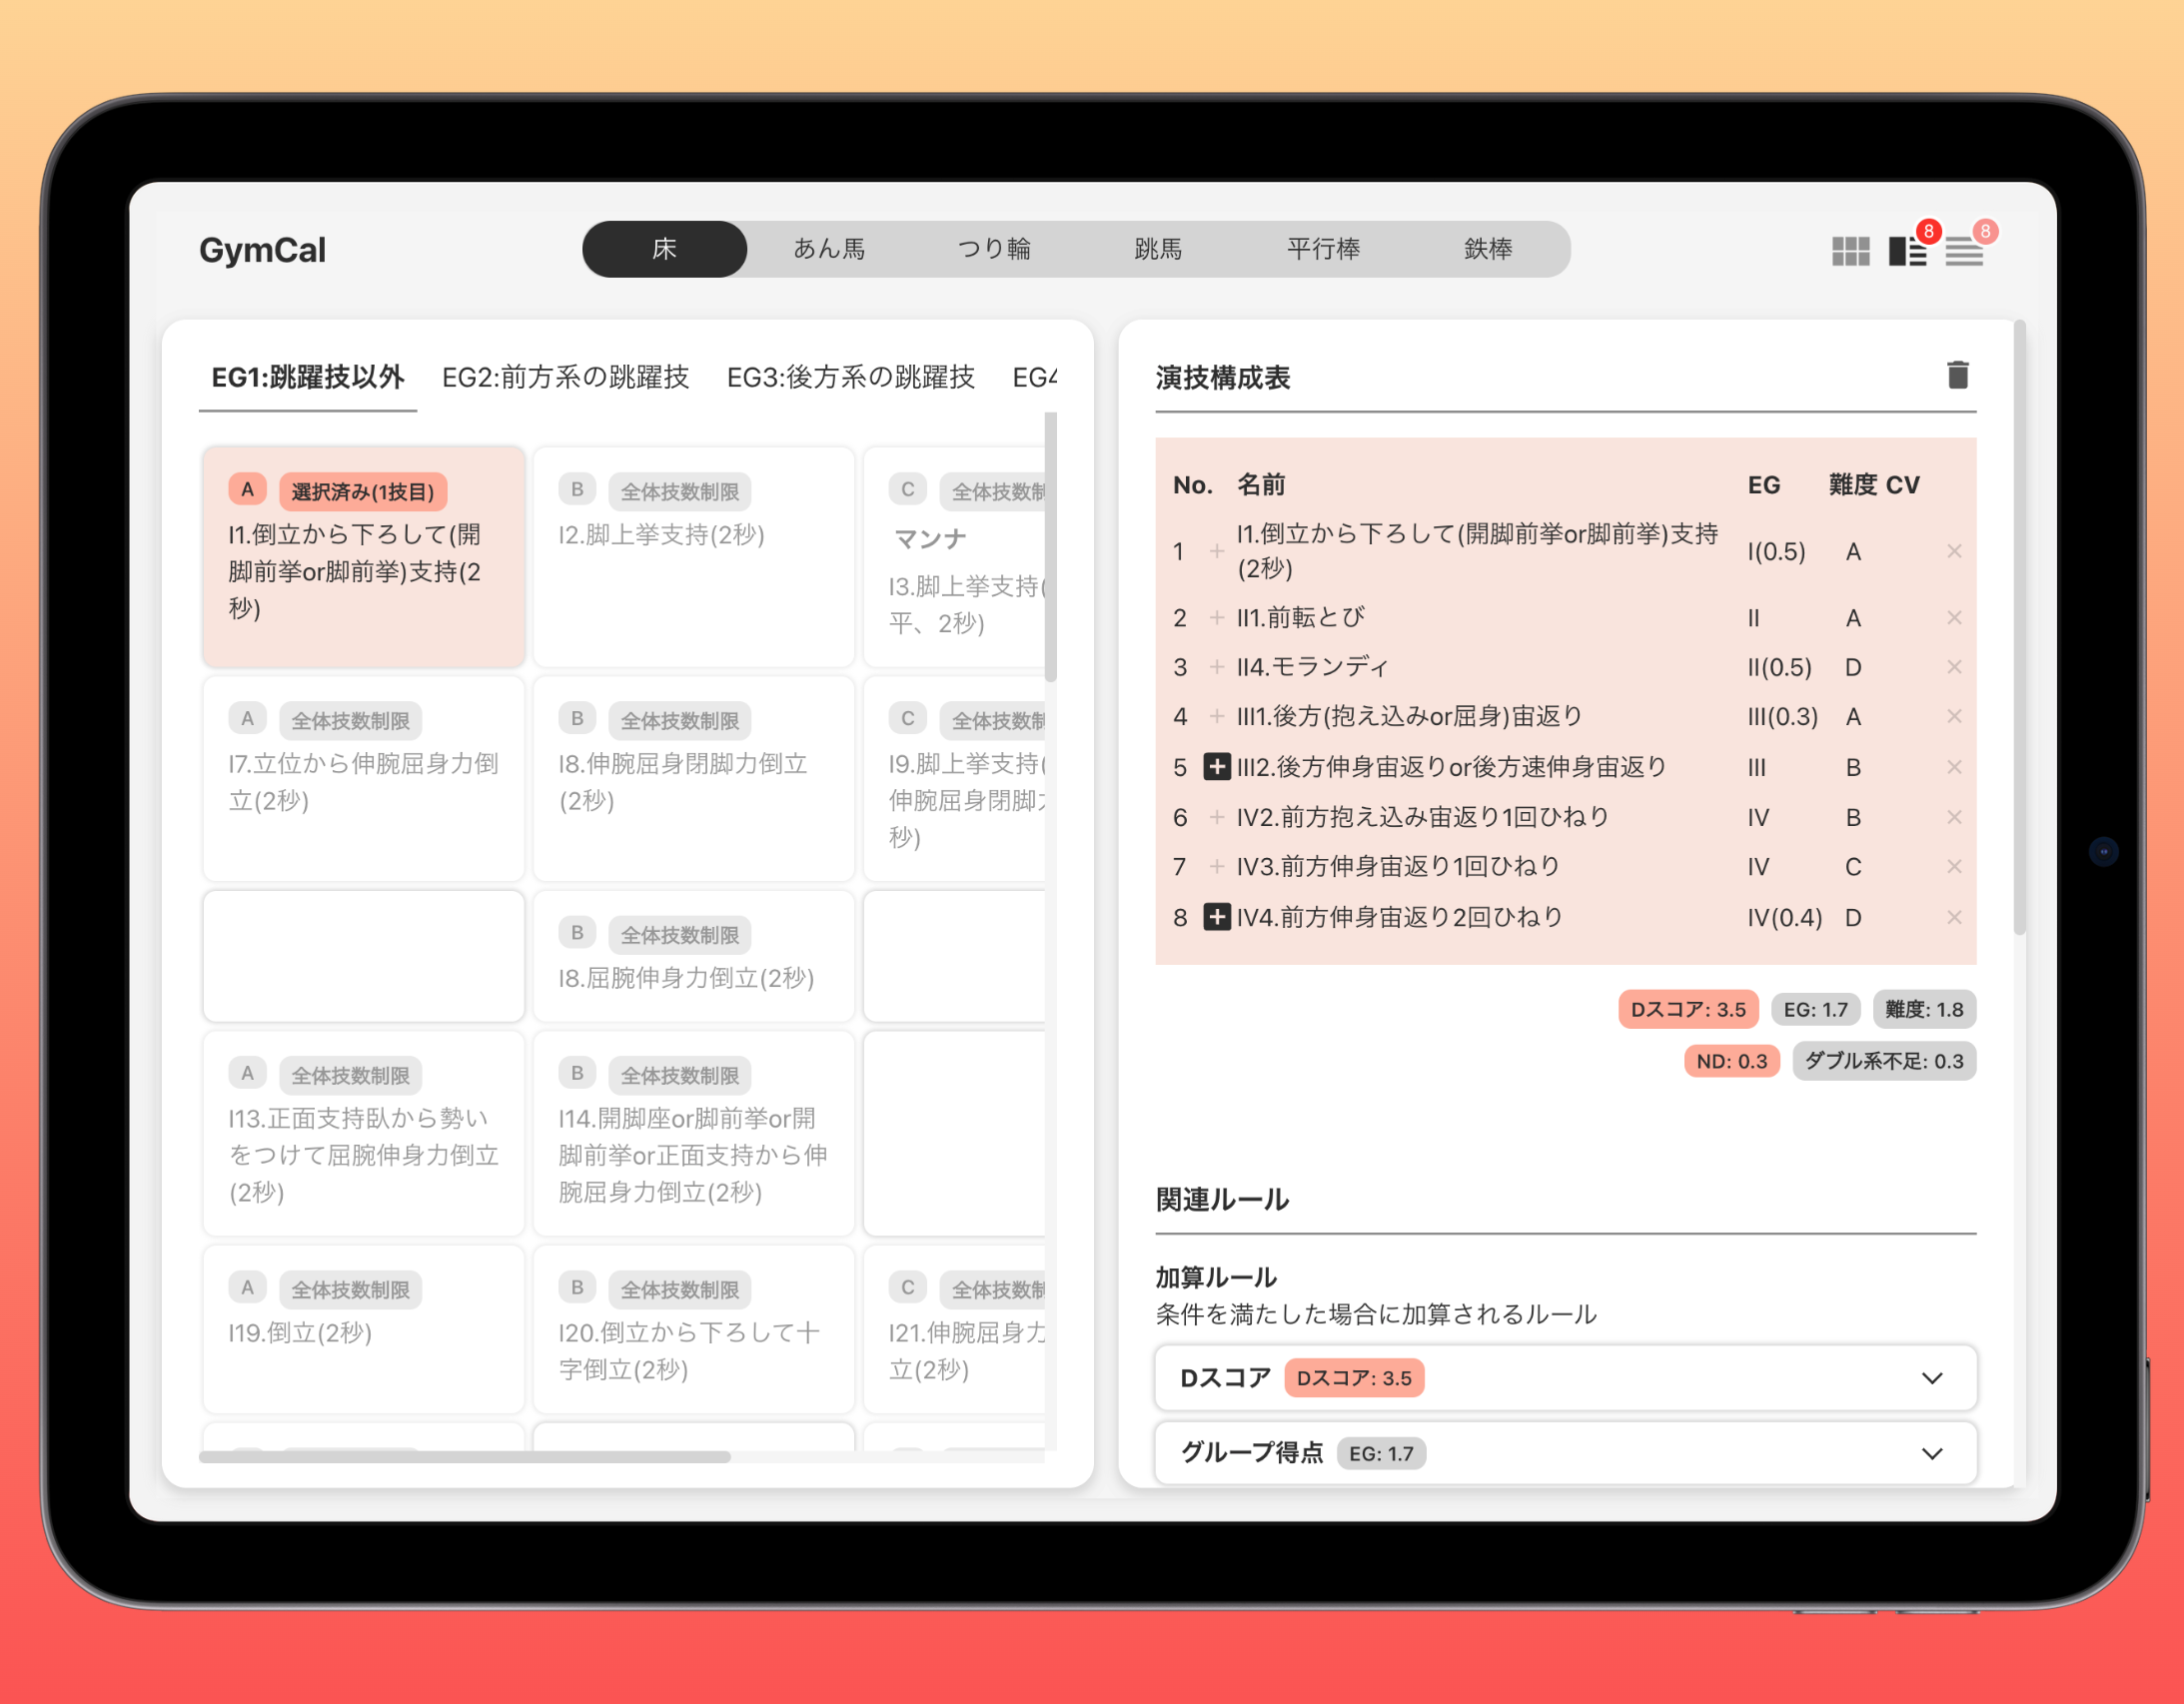 GymCal
床 あん馬 つり輪 跳馬 平行棒 鉄棒
8 8
EG1:跳躍技以外 EG2:前方系の跳躍技 EG3:後方系の跳躍技 EG4
A 選択済み(1技目)
I1.倒立から下ろして(開
脚前挙or脚前挙)支持(2
秒)
B 全体技数制限
I2.脚上挙支持(2秒)
C 全体技数制
マンナ
I3.脚上挙支持(
平、2秒)
A 全体技数制限
I7.立位から伸腕屈身力倒
立(2秒)
B 全体技数制限
I8.伸腕屈身閉脚力倒立
(2秒)
C 全体技数制
I9.脚上挙支持(
伸腕屈身閉脚
秒)
B 全体技数制限
I8.屈腕伸身力倒立(2秒)
A 全体技数制限
I13.正面支持臥から勢い
をつけて屈腕伸身力倒立
(2秒)
B 全体技数制限
I14.開脚座or脚前挙or開
脚前挙or正面支持から伸
腕屈身力倒立(2秒)
A 全体技数制限
I19.倒立(2秒)
B 全体技数制限
I20.倒立から下ろして十
字倒立(2秒)
C 全体技数制
I21.伸腕屈身力
立(2秒)
演技構成表
No. 名前 EG 難度 CV
1 + I1.倒立から下ろして(開脚前挙or脚前挙)支持
(2秒) I(0.5) A ×
2 + II1.前転とび II A ×
3 + II4.モランディ II(0.5) D ×
4 + III1.後方(抱え込みor屈身)宙返り III(0.3) A ×
5 + III2.後方伸身宙返りor後方速伸身宙返り III B ×
6 + IV2.前方抱え込み宙返り1回ひねり IV B ×
7 + IV3.前方伸身宙返り1回ひねり IV C ×
8 + IV4.前方伸身宙返り2回ひねり IV(0.4) D ×
Dスコア: 3.5 EG: 1.7 難度: 1.8
ND: 0.3 ダブル系不足: 0.3
関連ルール
加算ルール
条件を満たした場合に加算されるルール
Dスコア Dスコア: 3.5
グループ得点 EG: 1.7